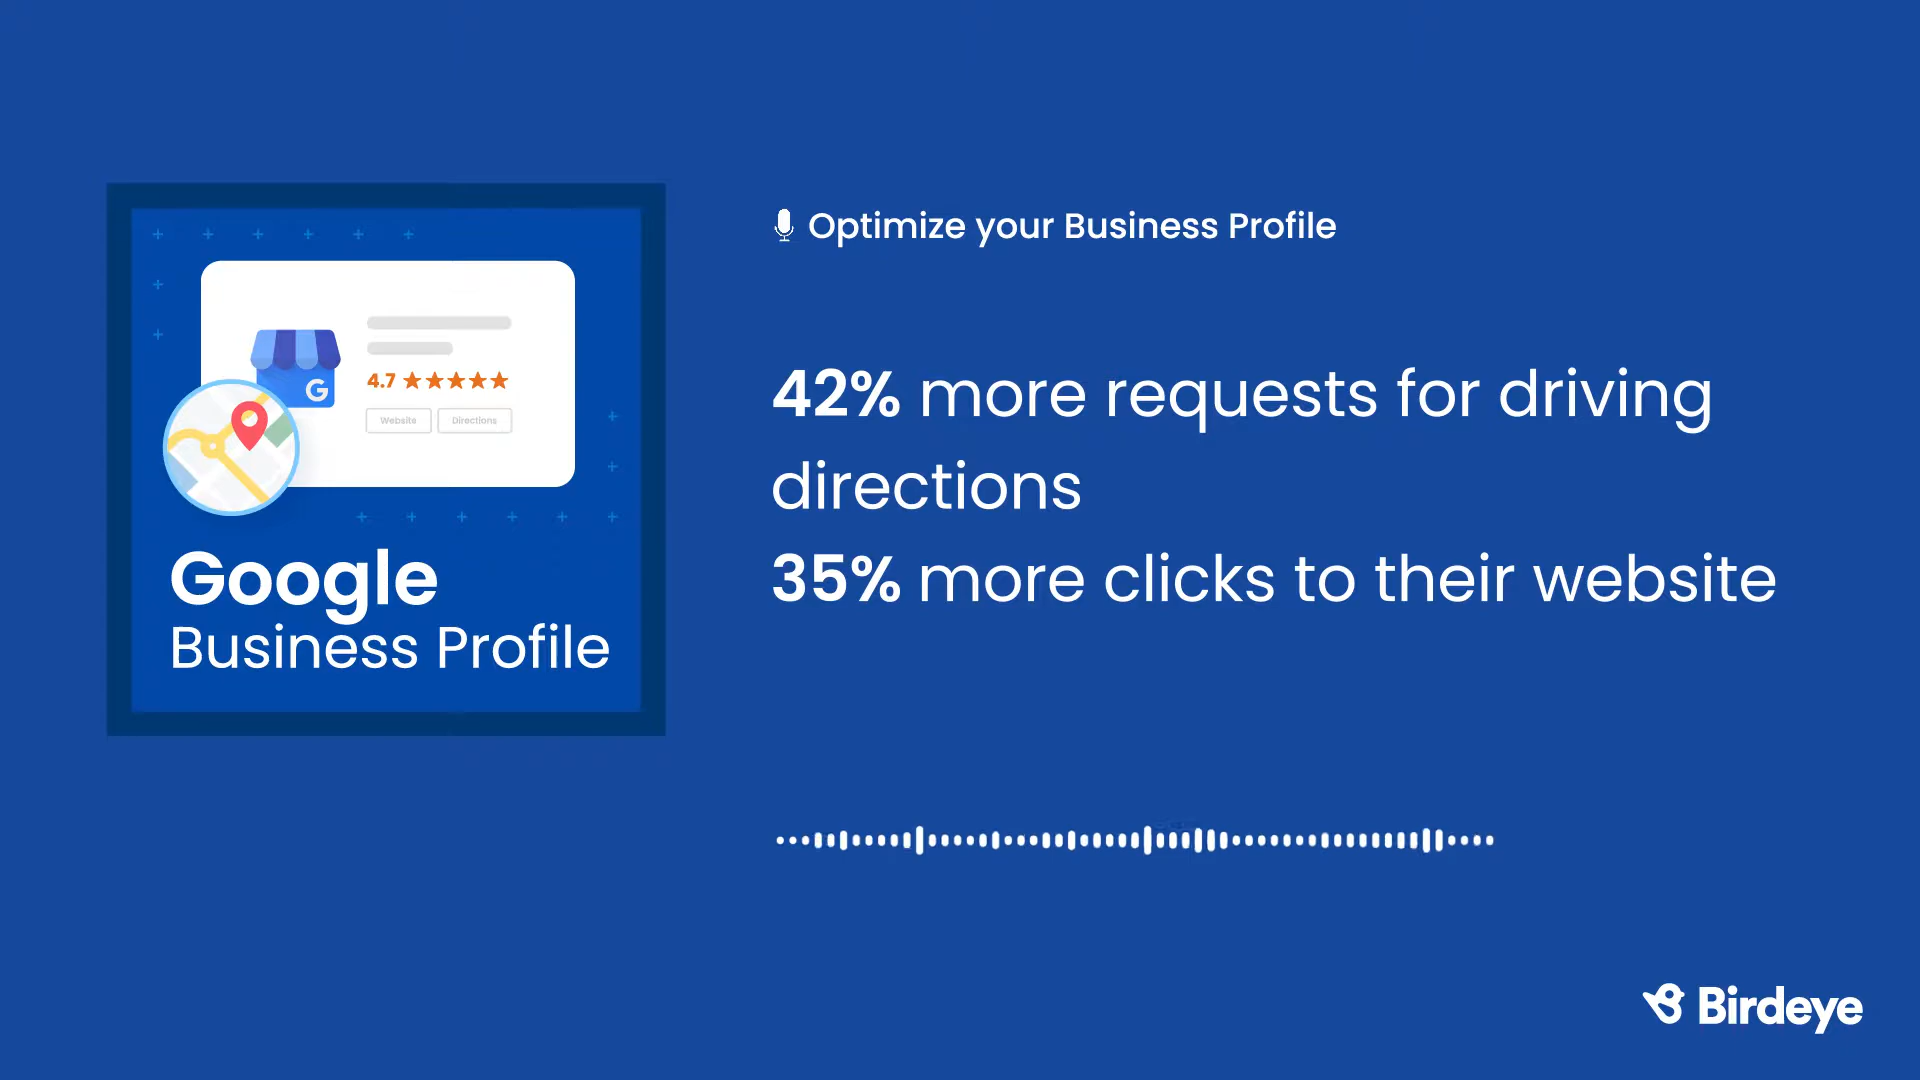 Optimize your Business Profile
42% more requests for driving
directions
35% more clicks to their website
G
4.7
Website Directions
Google
Business Profile
Birdeye